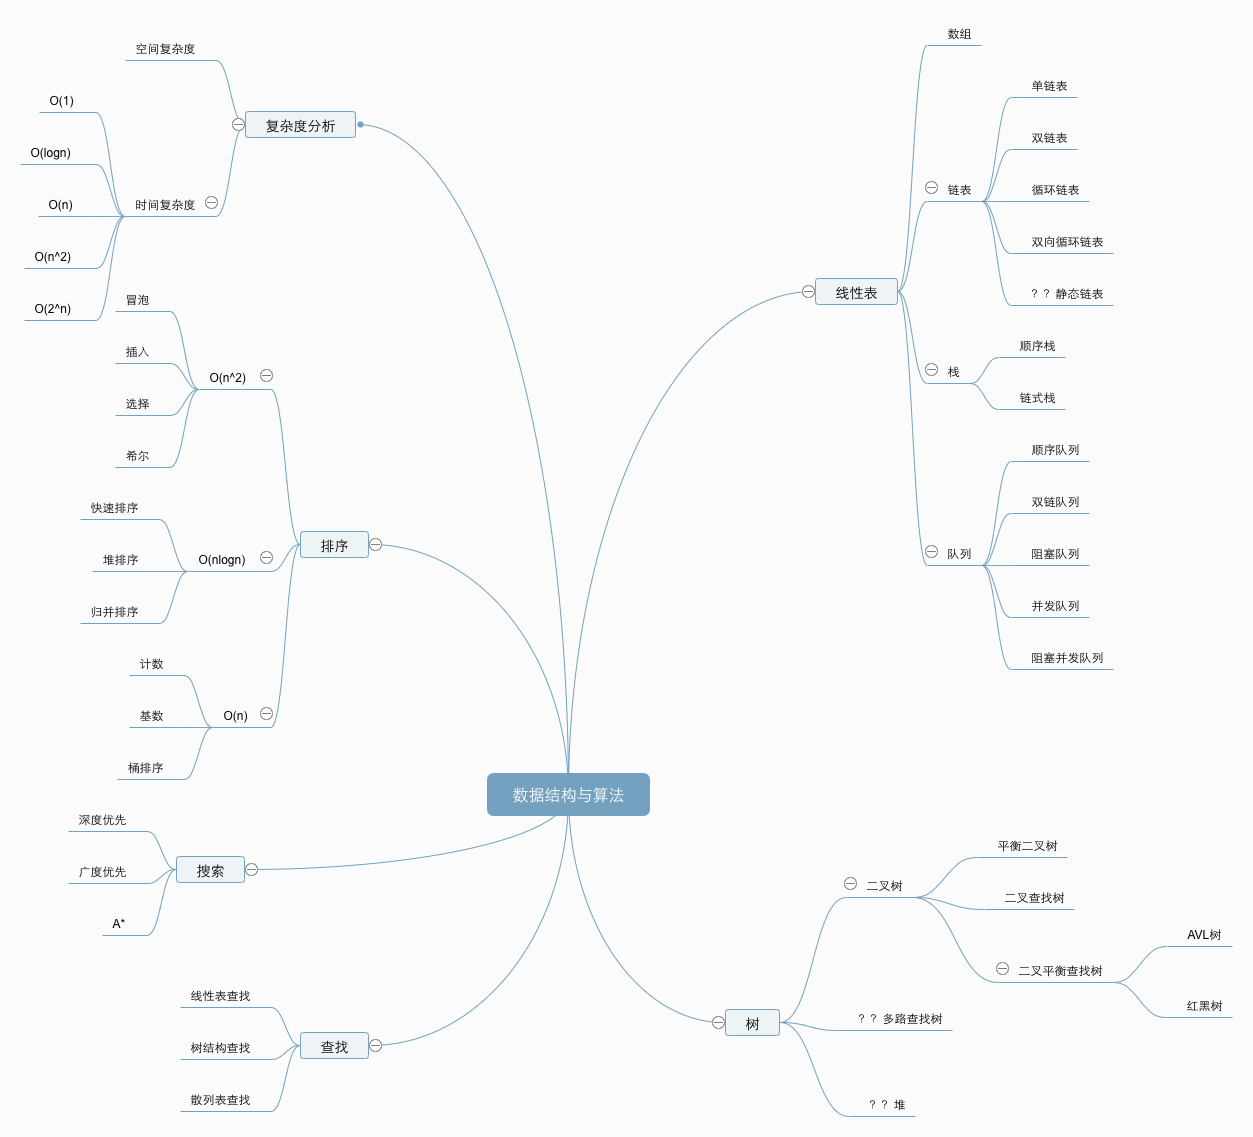 数据结构与算法
复杂度分析
空间复杂度
时间复杂度
O(1)
O(logn)
O(n)
O(n^2)
O(2^n)
排序
O(n^2)
冒泡
插入
选择
希尔
O(nlogn)
快速排序
堆排序
归并排序
O(n)
计数
基数
桶排序
搜索
深度优先
广度优先
A*
查找
线性表查找
树结构查找
散列表查找
线性表
数组
链表
单链表
双链表
循环链表
双向循环链表
？？静态链表
栈
顺序栈
链式栈
队列
顺序队列
双链队列
阻塞队列
并发队列
阻塞并发队列
树
二叉树
平衡二叉树
二叉查找树
二叉平衡查找树
AVL树
红黑树
？？多路查找树
？？堆